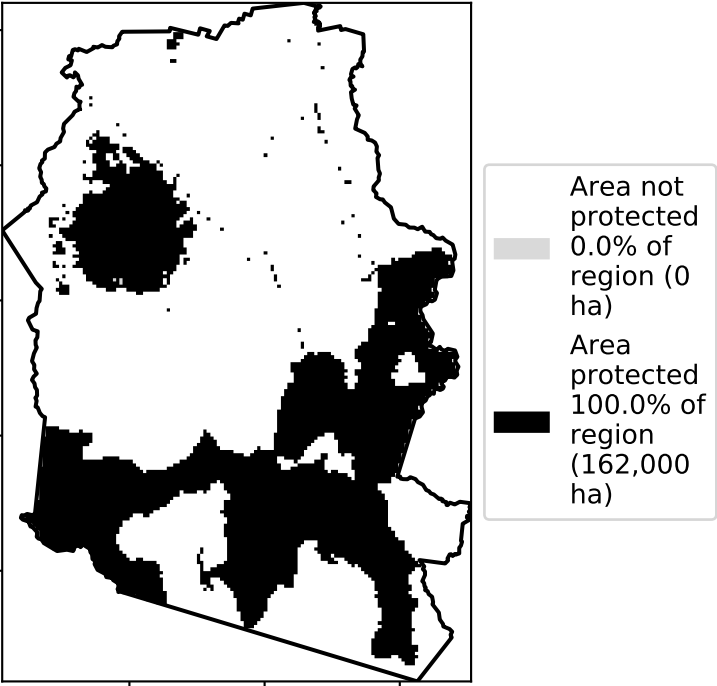 Area not
protected
0.0% of
region (0
ha)
Area
protected
100.0% of
region
(162,000
ha)